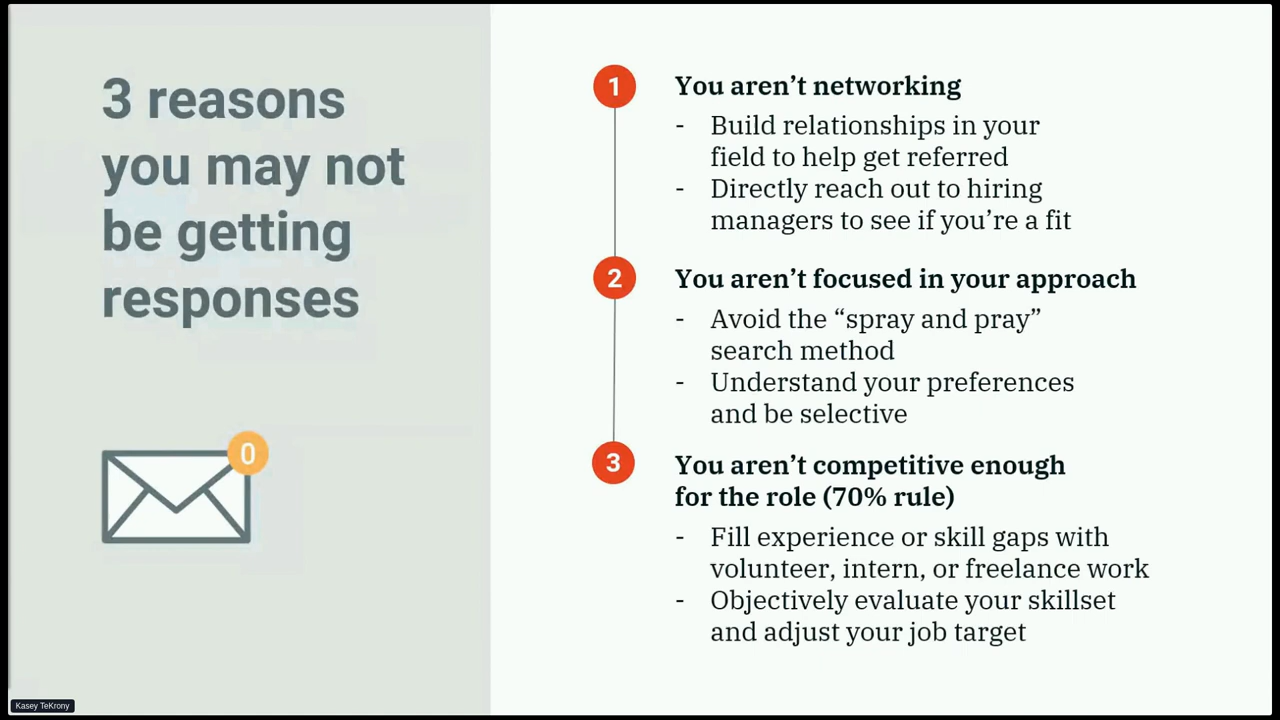 3 reasons
you may not
be getting
responses
0
1
You aren’t networking
- Build relationships in your
field to help get referred
- Directly reach out to hiring
managers to see if you’re a fit
2
You aren’t focused in your approach
- Avoid the “spray and pray”
search method
- Understand your preferences
and be selective
3
You aren’t competitive enough
for the role (70% rule)
- Fill experience or skill gaps with
volunteer, intern, or freelance work
- Objectively evaluate your skillset
and adjust your job target
Kasey TeKrony